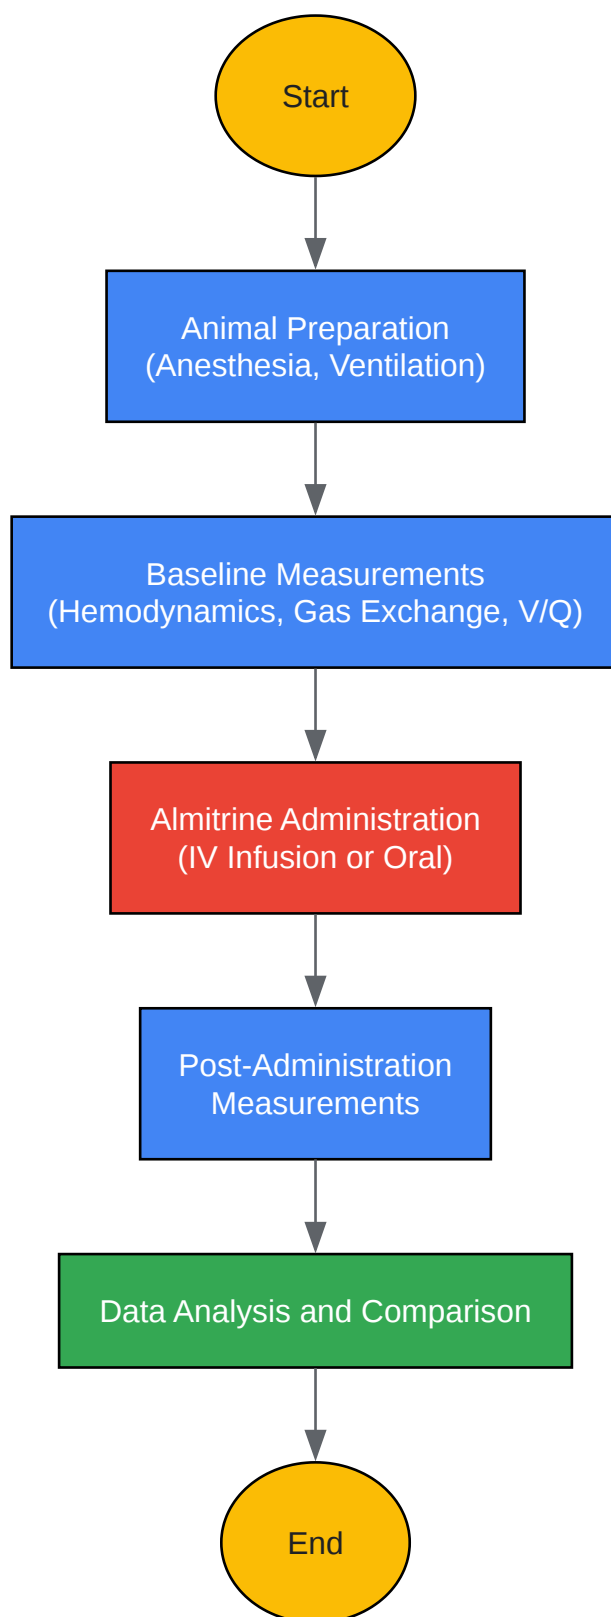 Start
Animal Preparation
(Anesthesia, Ventilation)
Baseline Measurements
(Hemodynamics, Gas Exchange, V/Q)
Almitrine Administration
(IV Infusion or Oral)
Post-Administration
Measurements
Data Analysis and Comparison
End